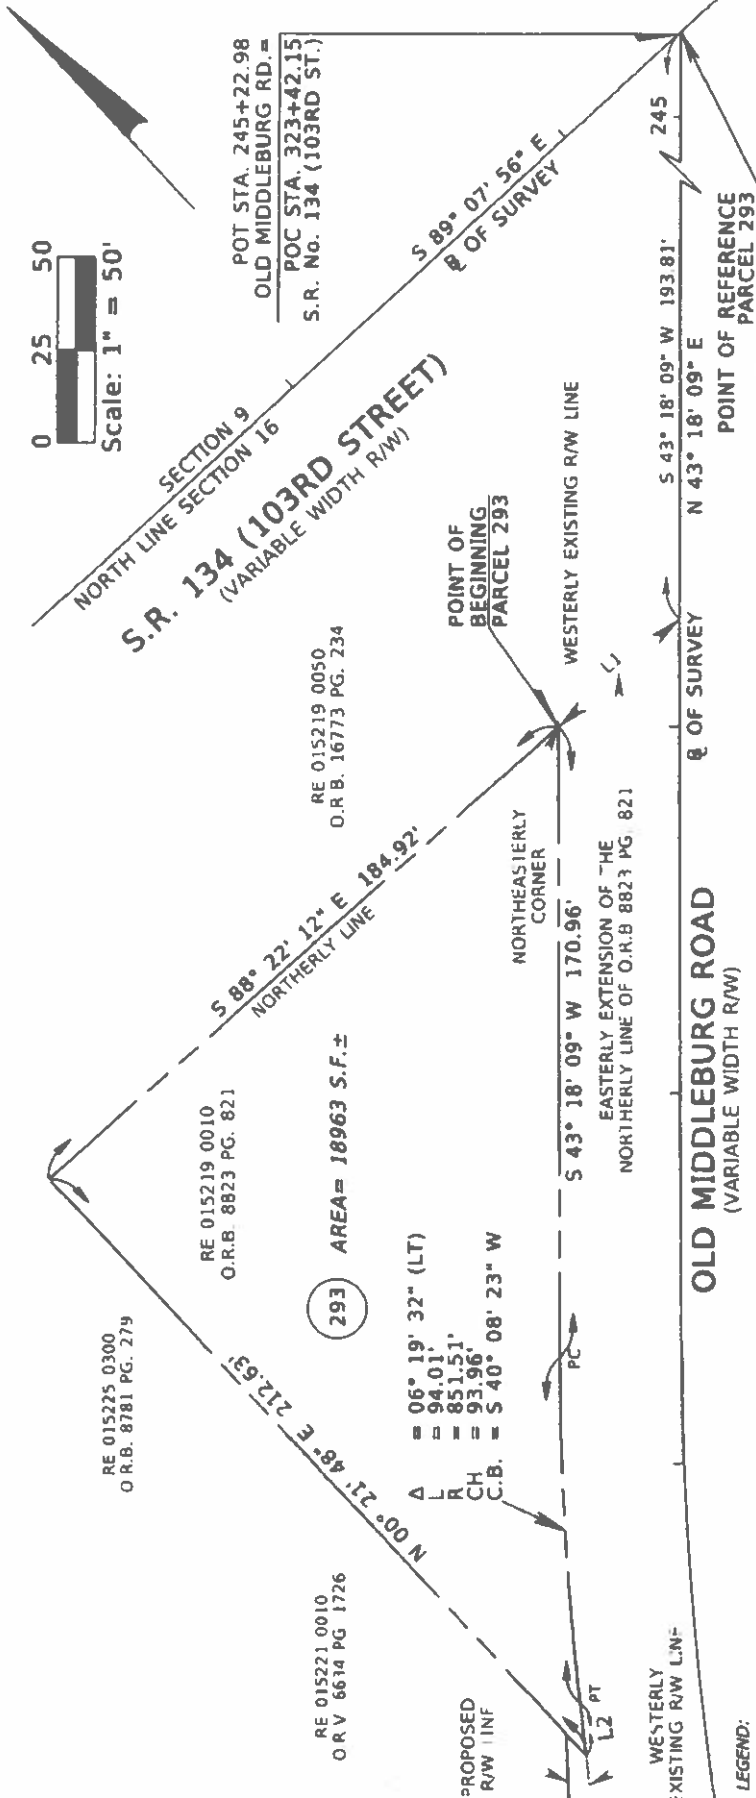 0 25 50
Scale: 1" = 50'
POT STA. 245+22.98
OLD MIDDLEBURG RD.=
POC STA. 323+42.15
S.R. No. 134 (103RD ST.)
SECTION 9
NORTH LINE SECTION 16
S 89° 07' 56" E
℄ OF SURVEY
S.R. 134 (103RD STREET)
(VARIABLE WIDTH R/W)
245
S 43° 18' 09" W 193.81'
N 43° 18' 09" E
POINT OF REFERENCE
PARCEL 293
POINT OF
BEGINNING
PARCEL 293
WESTERLY EXISTING R/W LINE
℄ OF SURVEY
RE 015219 0050
O.R B. 16773 PG. 234
S 88° 22' 12" E 184.92'
NORTHERLY LINE
NORTHEASTERLY
CORNER
RE 015219 0010
O.R.B. 8823 PG. 821
293 AREA= 18963 S.F.±
S 43° 18' 09" W 170.96'
EASTERLY EXTENSION OF THE
NORTHERLY LINE OF O.R.B 8823 PG. 821
OLD MIDDLEBURG ROAD
(VARIABLE WIDTH R/W)
RE 015225 0300
O R.B. 8781 PG. 279
N 00° 21' 48" E 212.63'
Δ = 06° 19' 32" (LT)
L = 94.01'
R = 851.51'
CH = 93.96'
C.B. = S 40° 08' 23" W
PC
RE 015221 0010
O R V 6634 PG 1726
PROPOSED
R/W LINE
PT
L2
WESTERLY
EXISTING R/W LINE
LEGEND: